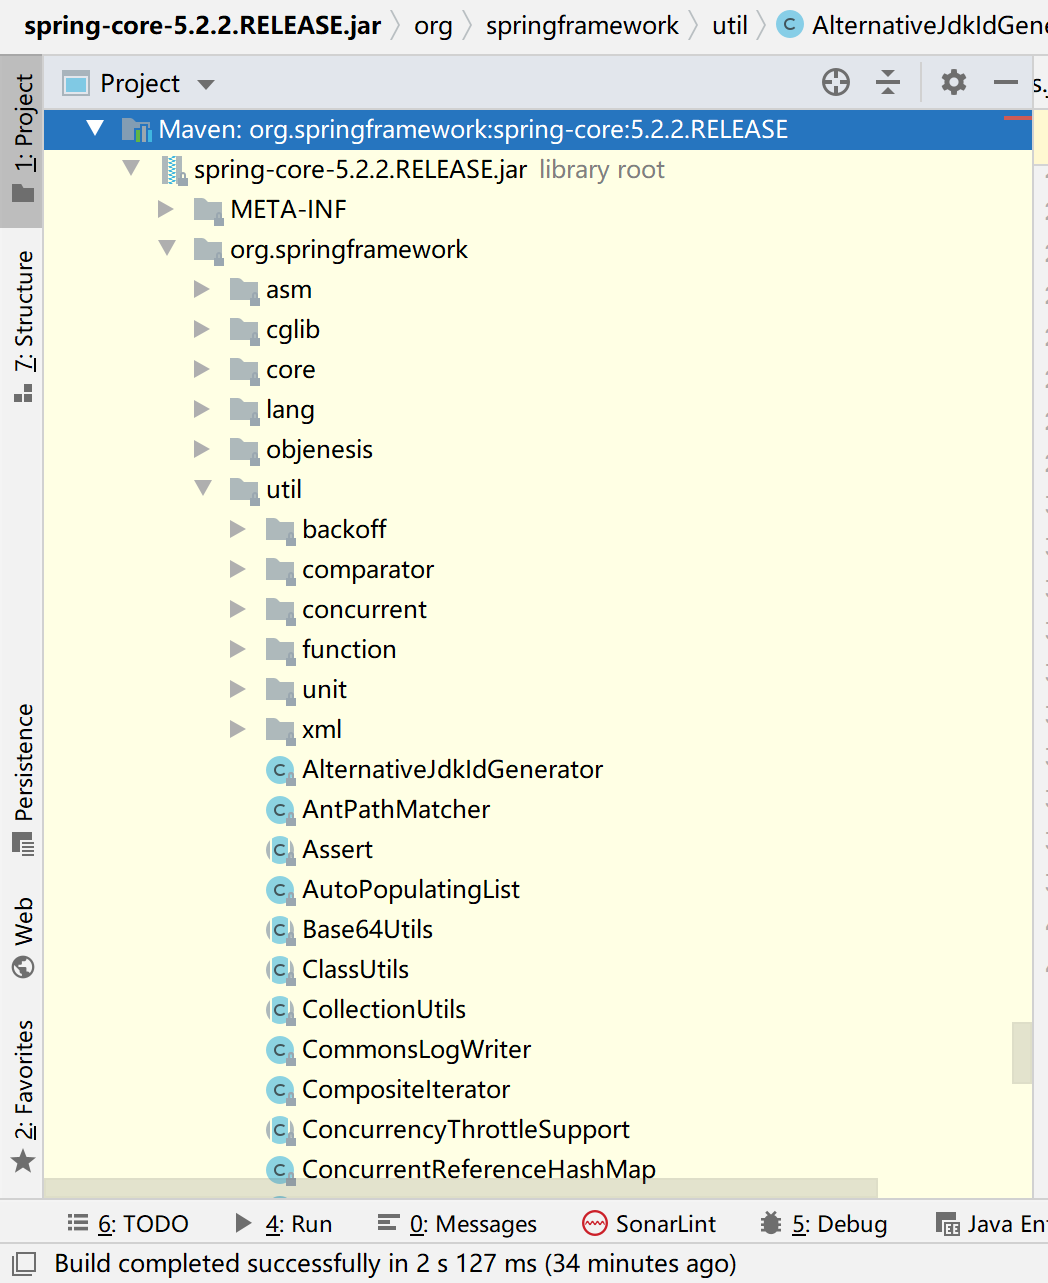 spring-core-5.2.2.RELEASE.jar org springframework util C AlternativeJdkIdGene
1: Project
7: Structure
Persistence
Web
2: Favorites
Project
s.
Maven: org.springframework:spring-core:5.2.2.RELEASE
spring-core-5.2.2.RELEASE.jar library root
META-INF
org.springframework
asm
cglib
core
lang
objenesis
util
backoff
comparator
concurrent
function
unit
xml
C AlternativeJdkIdGenerator
C AntPathMatcher
C Assert
C AutoPopulatingList
C Base64Utils
C ClassUtils
C CollectionUtils
C CommonsLogWriter
C CompositeIterator
C ConcurrencyThrottleSupport
C ConcurrentReferenceHashMap
6: TODO 4: Run 0: Messages SonarLint 5: Debug Java En
Build completed successfully in 2 s 127 ms (34 minutes ago)